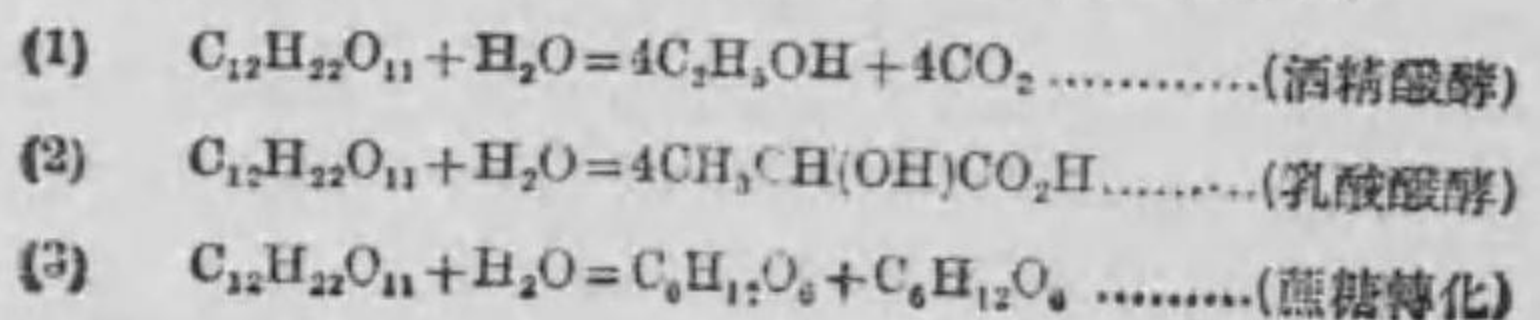 (1) C₁₂H₂₂O₁₁+H₂O=4C₂H₅OH+4CO₂.............(酒精醱酵)
(2) C₁₂H₂₂O₁₁+H₂O=4CH₃CH(OH)CO₂H..........(乳酸醱酵)
(3) C₁₂H₂₂O₁₁+H₂O=C₆H₁₂O₆+C₆H₁₂O₆ ..........(蔗糖轉化)